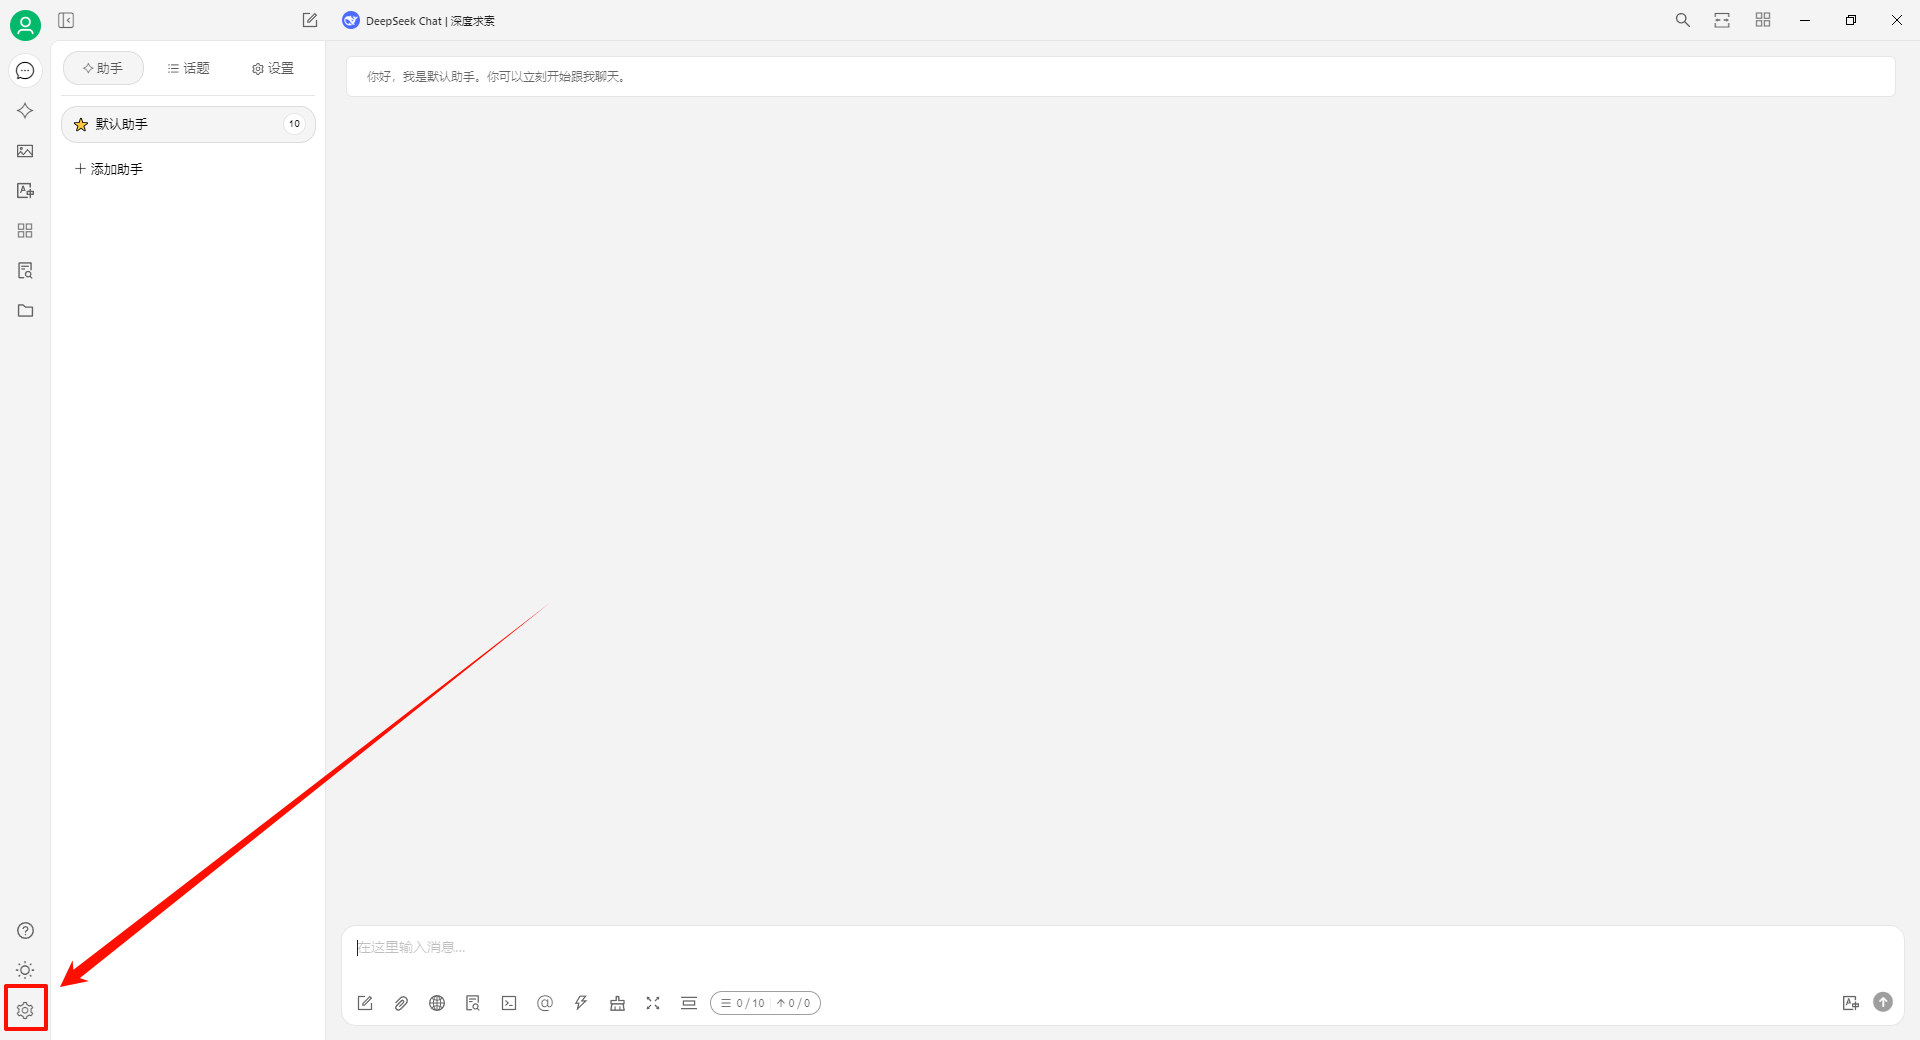 DeepSeek Chat | 深度求索
助手
话题
设置
你好，我是默认助手。你可以立刻开始跟我聊天。
默认助手
10
添加助手
在这里输入消息...
0 / 10
0 / 0